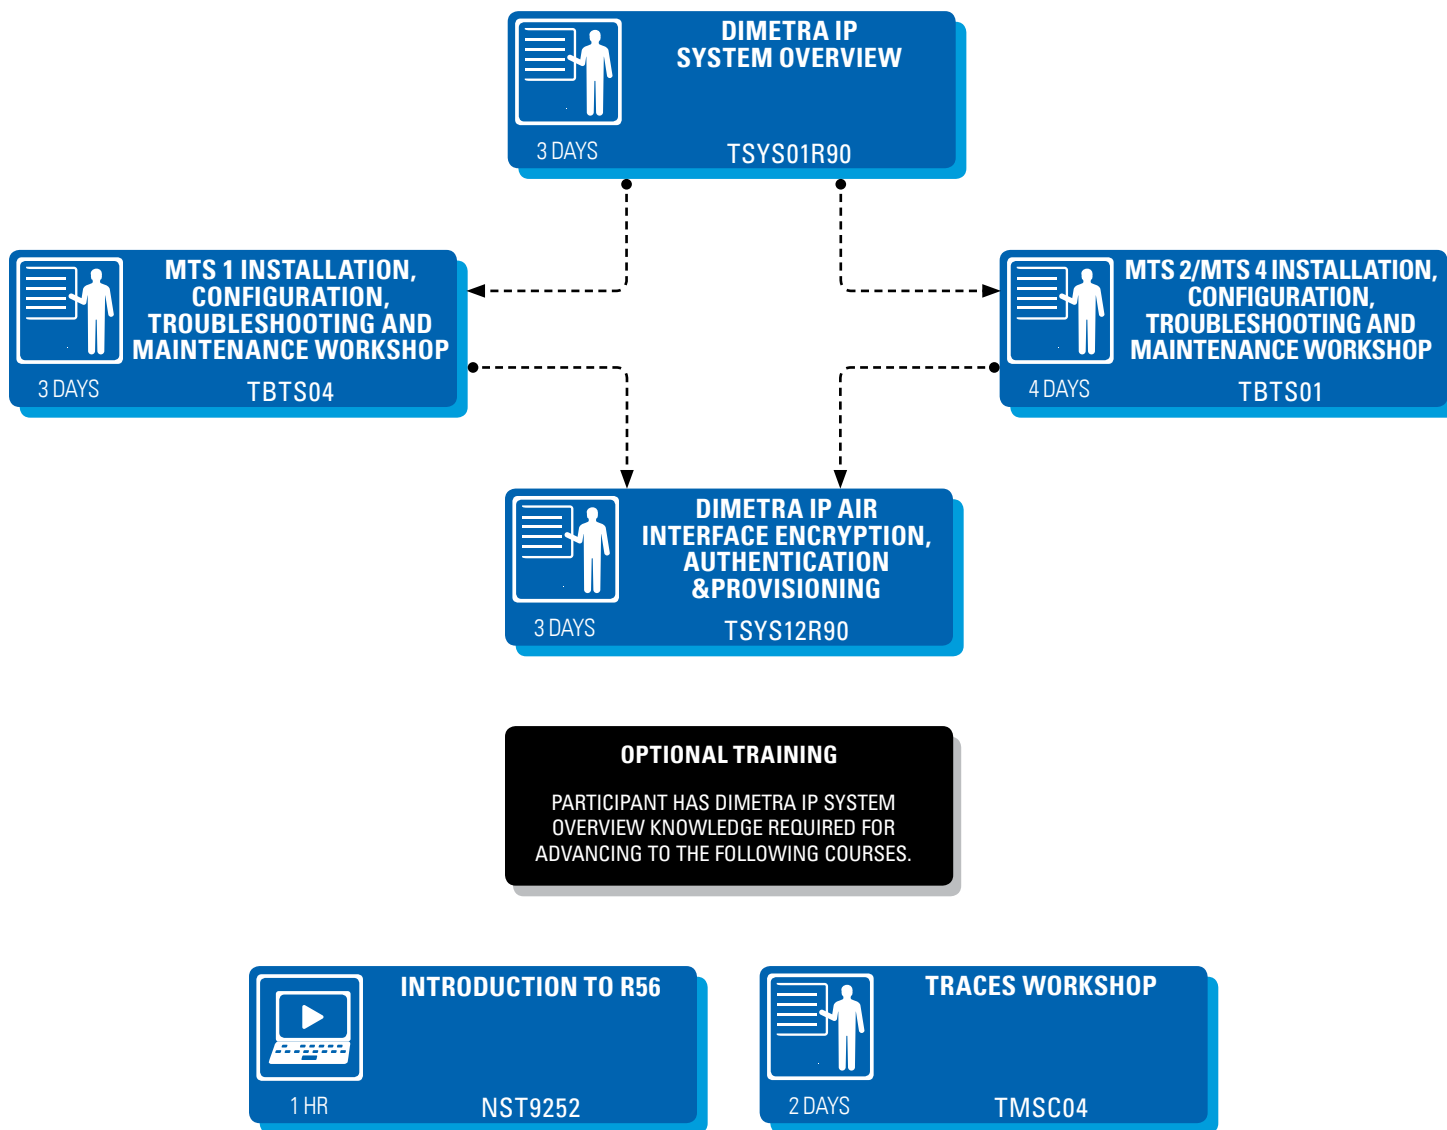 DIMETRA IP
SYSTEM OVERVIEW
3 DAYS
TSYS01R90
MTS 1 INSTALLATION,
CONFIGURATION,
TROUBLESHOOTING AND
MAINTENANCE WORKSHOP
3 DAYS
TBTS04
MTS 2/MTS 4 INSTALLATION,
CONFIGURATION,
TROUBLESHOOTING AND
MAINTENANCE WORKSHOP
4 DAYS
TBTS01
DIMETRA IP AIR
INTERFACE ENCRYPTION,
AUTHENTICATION
&PROVISIONING
3 DAYS
TSYS12R90
OPTIONAL TRAINING
PARTICIPANT HAS DIMETRA IP SYSTEM
OVERVIEW KNOWLEDGE REQUIRED FOR
ADVANCING TO THE FOLLOWING COURSES.
INTRODUCTION TO R56
1 HR
NST9252
TRACES WORKSHOP
2 DAYS
TMSC04